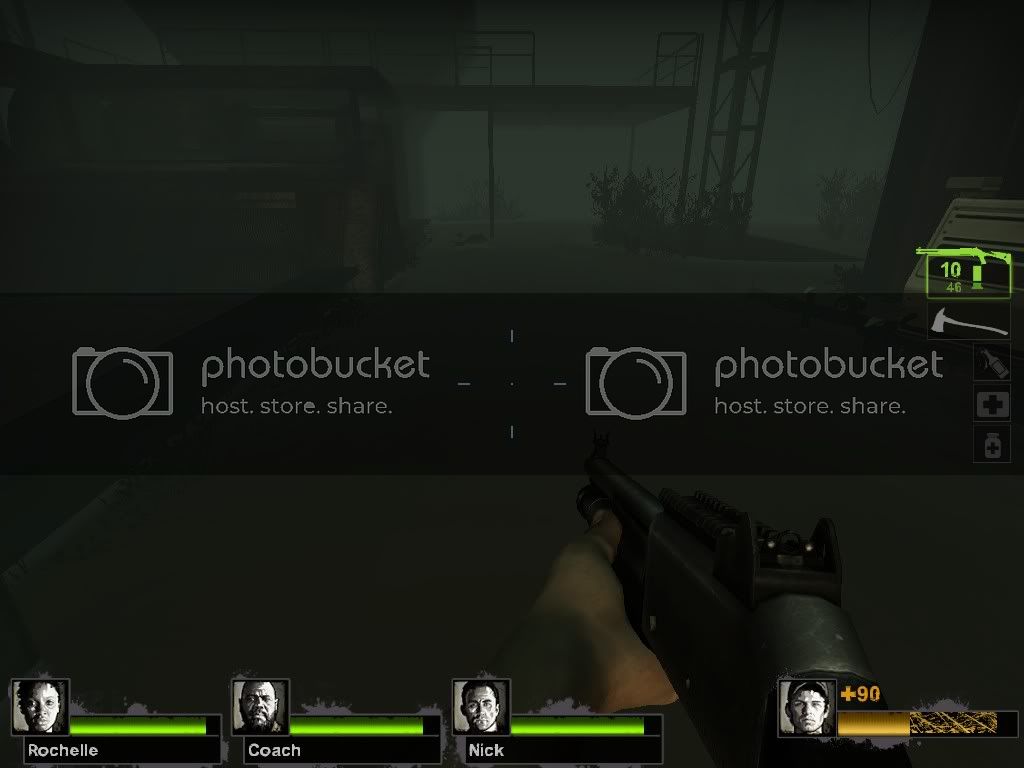 10
46
photobucket
host. store. share.
photobucket
host. store. share.
+90
Rochelle
Coach
Nick